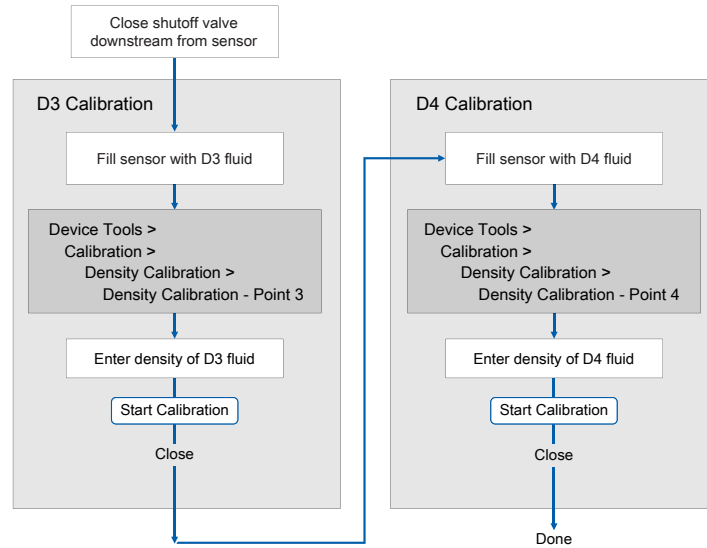 Close shutoff valve
downstream from sensor
D3 Calibration
Fill sensor with D3 fluid
Device Tools >
Calibration >
Density Calibration >
Density Calibration - Point 3
Enter density of D3 fluid
Start Calibration
Close
D4 Calibration
Fill sensor with D4 fluid
Device Tools >
Calibration >
Density Calibration >
Density Calibration - Point 4
Enter density of D4 fluid
Start Calibration
Close
Done